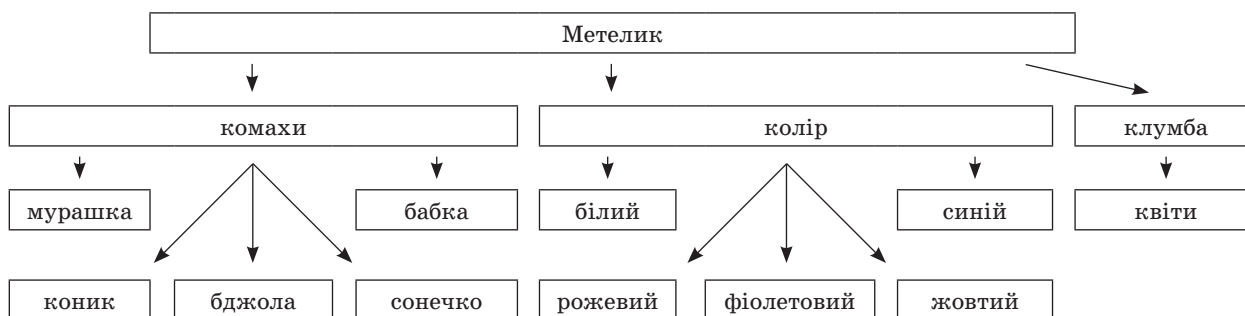 Метелик
комахи колір клумба
мурашка бабка білий синій квіти
коник бджола сонечко рожевий фіолетовий жовтий